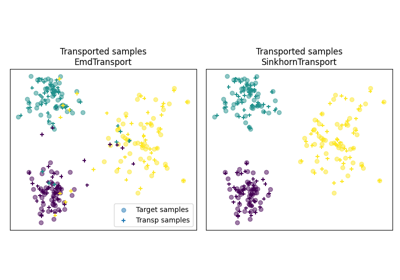 Transported samples
EmdTransport
Transported samples
SinkhornTransport
Target samples
Transp samples